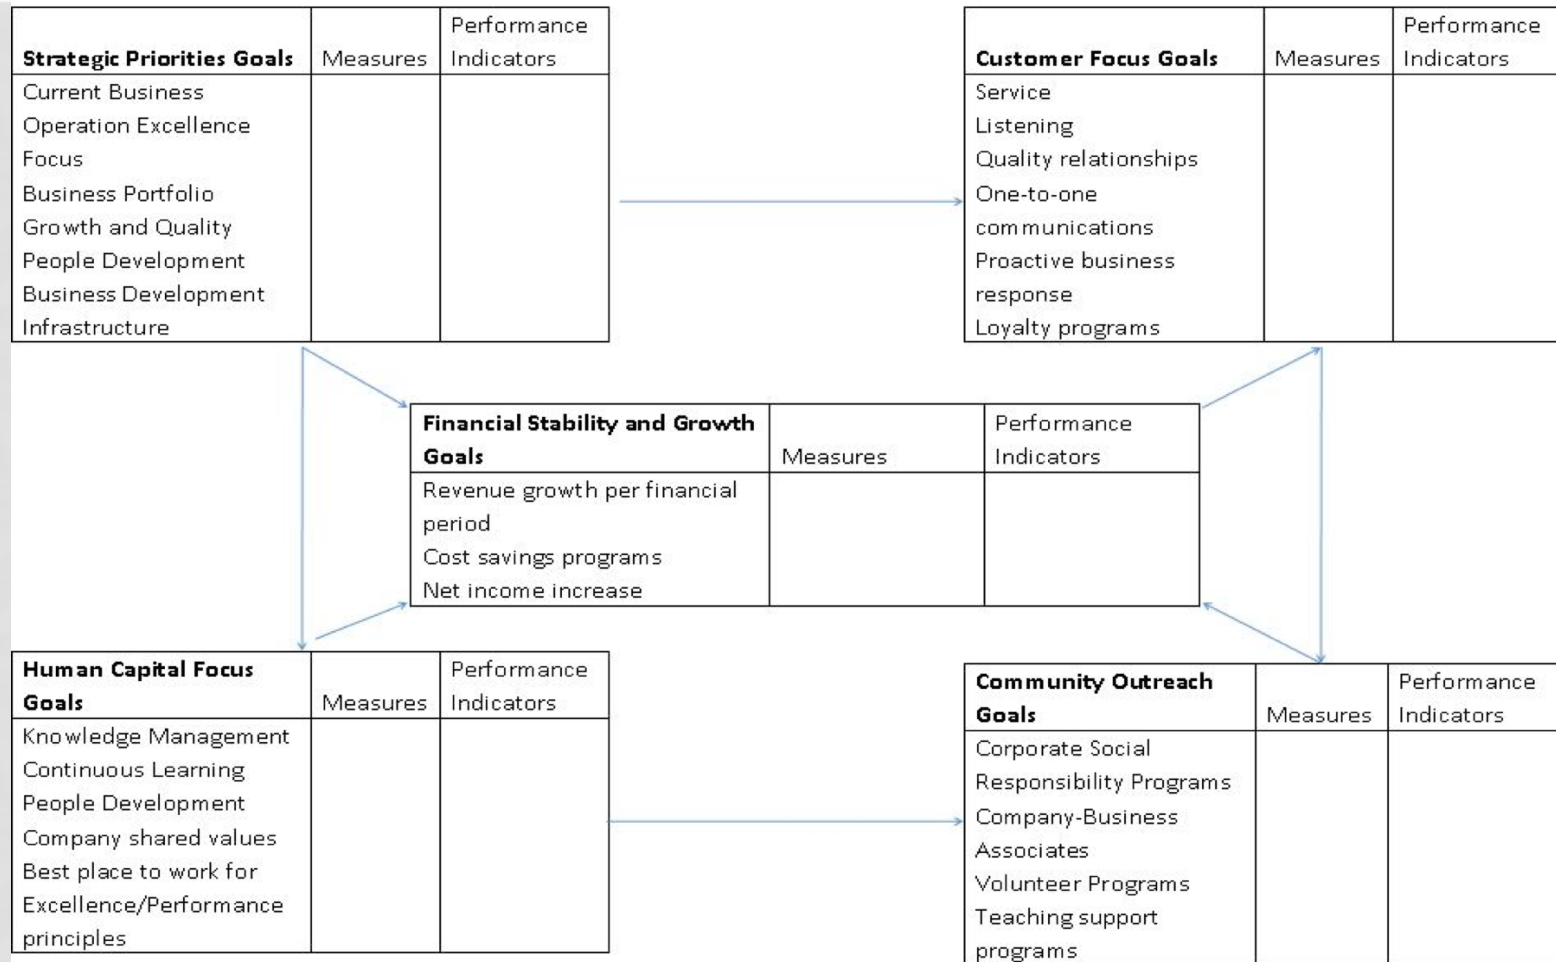 Strategic Priorities Goals
Measures
Performance
Indicators
Current Business
Operation Excellence
Focus
Business Portfolio
Growth and Quality
People Development
Business Development
Infrastructure
Customer Focus Goals
Measures
Performance
Indicators
Service
Listening
Quality relationships
One-to-one
communications
Proactive business
response
Loyalty programs
Financial Stability and Growth
Goals
Measures
Performance
Indicators
Revenue growth per financial
period
Cost savings programs
Net income increase
Human Capital Focus
Goals
Measures
Performance
Indicators
Knowledge Management
Continuous Learning
People Development
Company shared values
Best place to work for
Excellence/Performance
principles
Community Outreach
Goals
Measures
Performance
Indicators
Corporate Social
Responsibility Programs
Company-Business
Associates
Volunteer Programs
Teaching support
programs